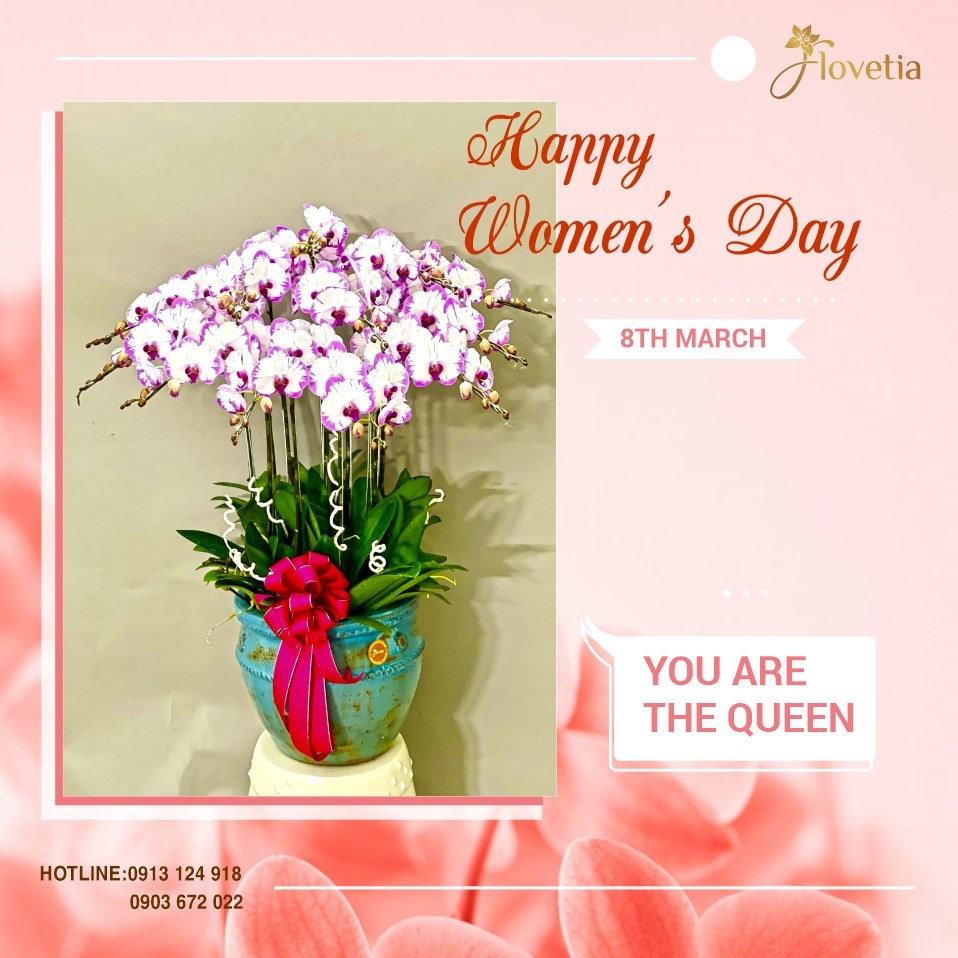 Flovetia
Happy
Women's Day
8TH MARCH
YOU ARE
THE QUEEN
HOTLINE:0913 124 918
0903 672 022